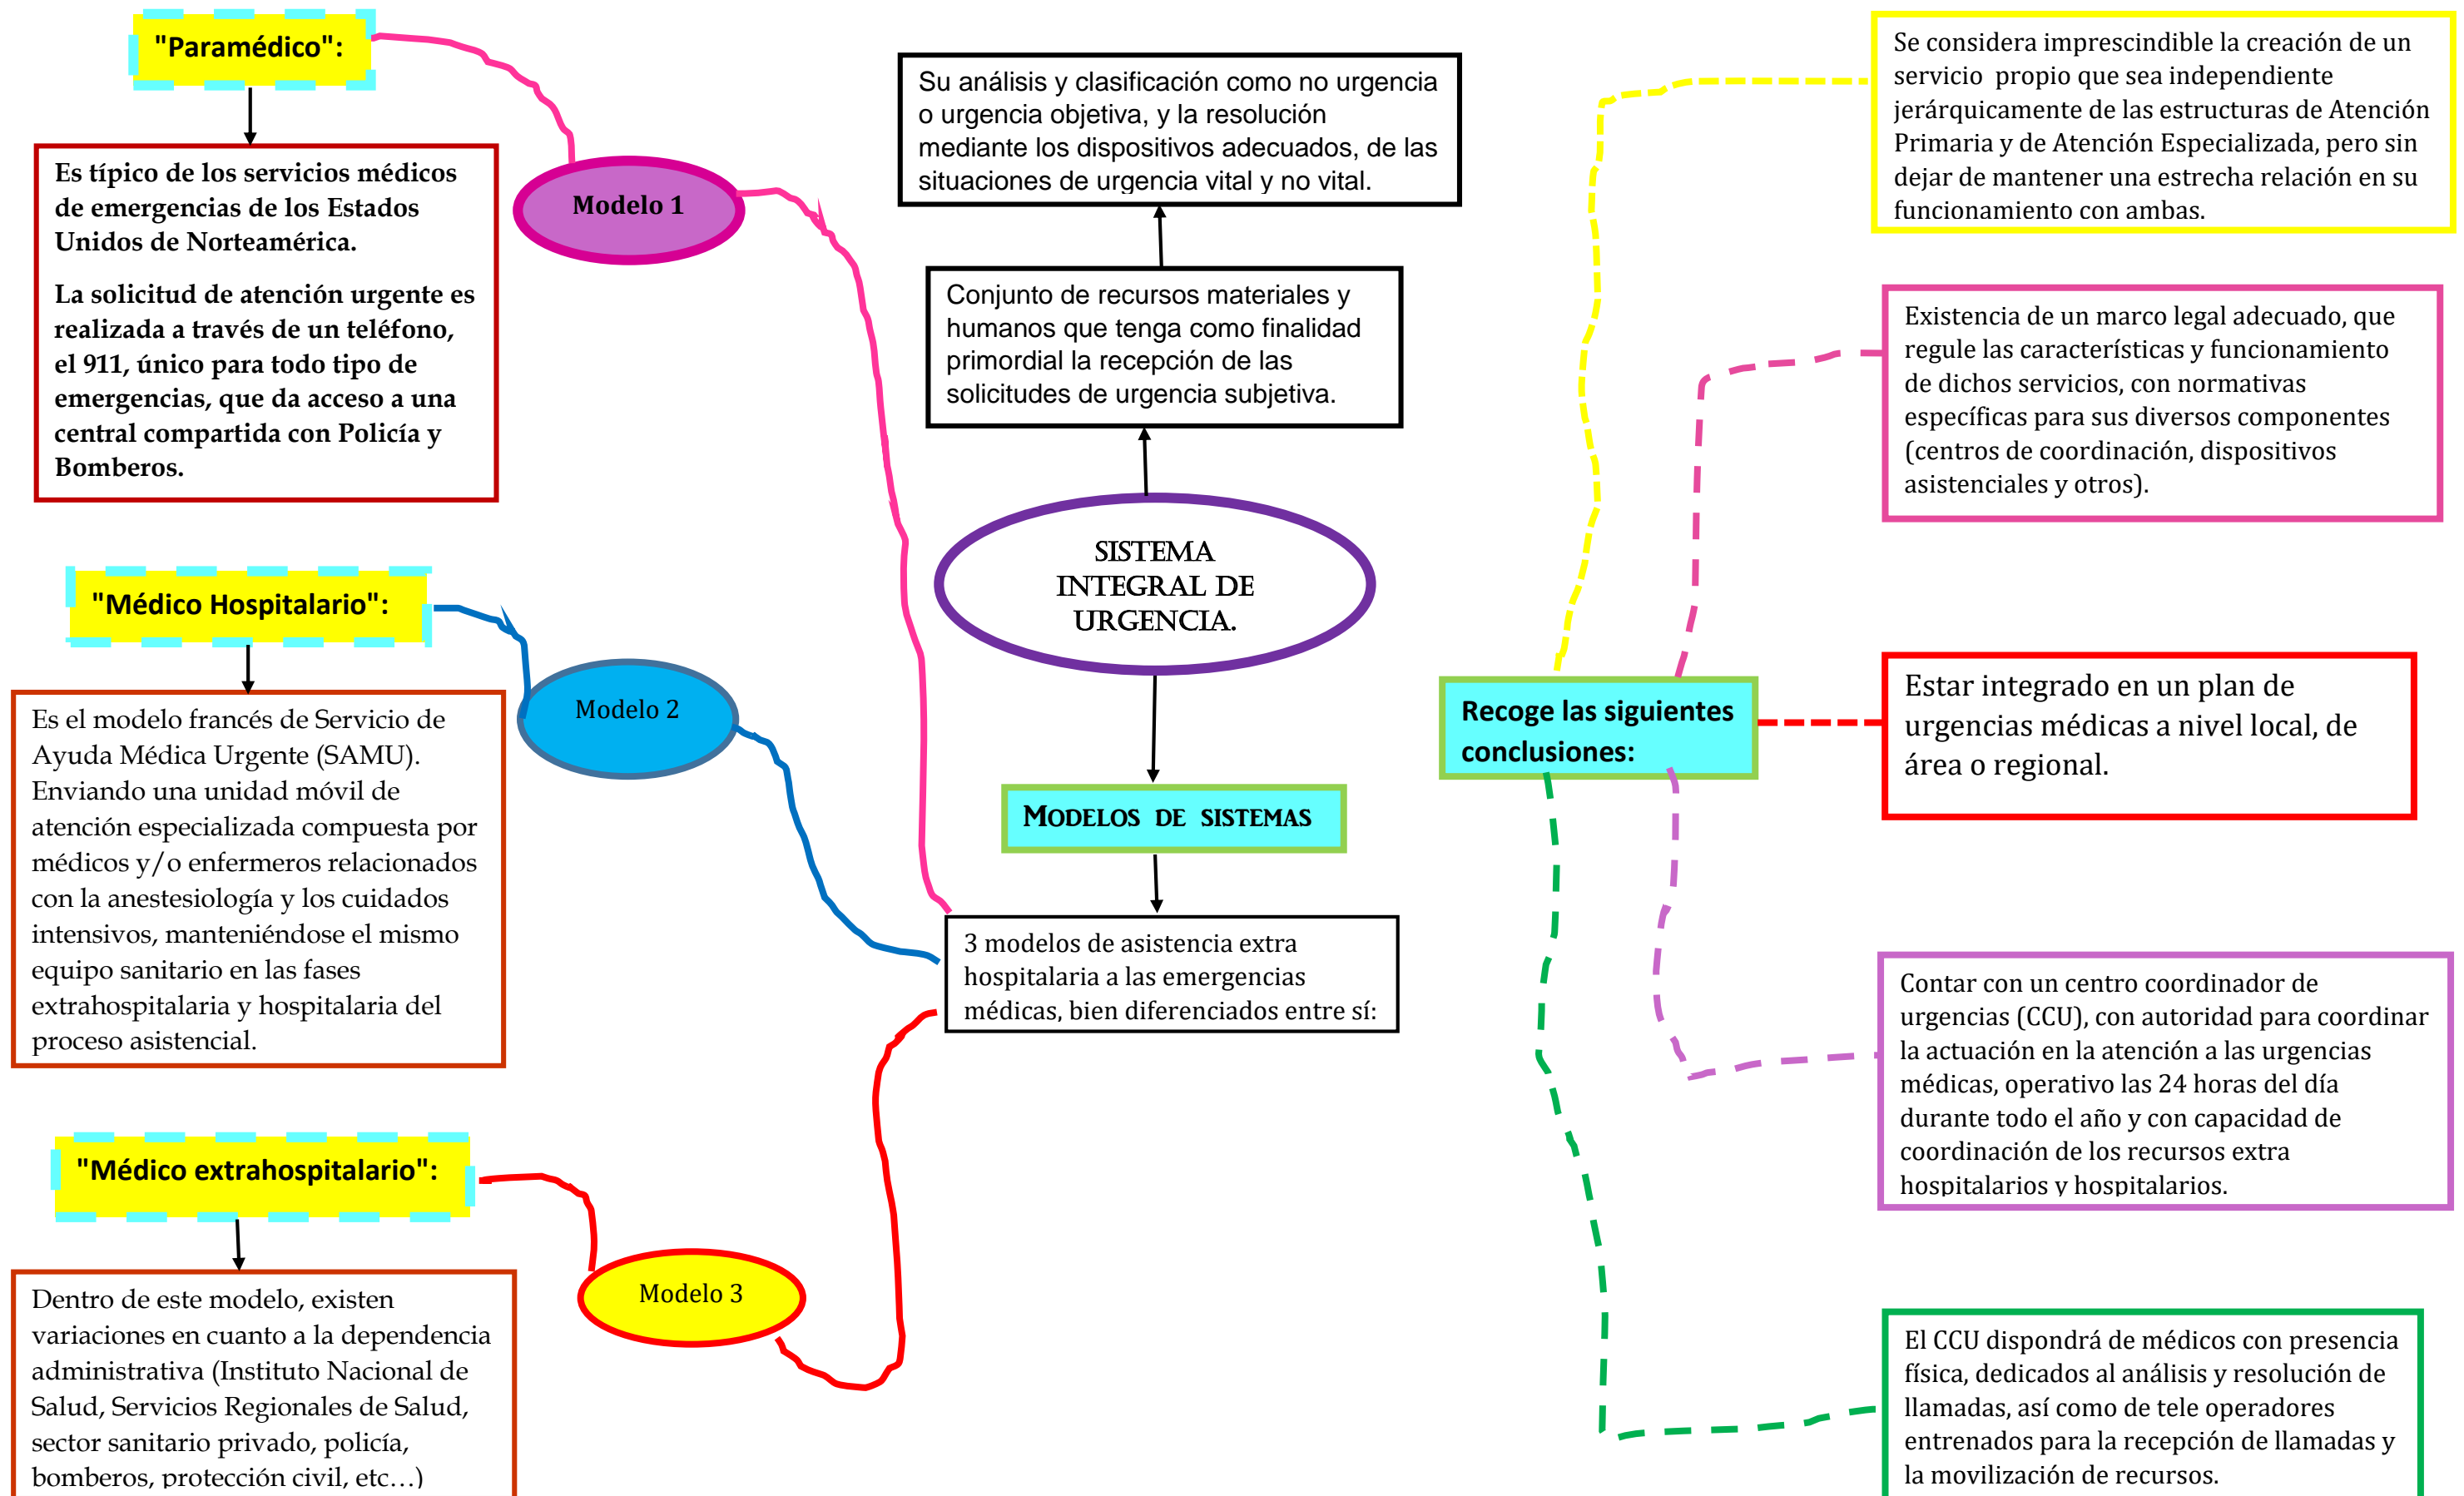 "Paramédico":
Es típico de los servicios médicos
de emergencias de los Estados
Unidos de Norteamérica.
La solicitud de atención urgente es
realizada a través de un teléfono,
el 911, único para todo tipo de
emergencias, que da acceso a una
central compartida con Policía y
Bomberos.
Modelo 1
"Médico Hospitalario":
Es el modelo francés de Servicio de
Ayuda Médica Urgente (SAMU).
Enviando una unidad móvil de
atención especializada compuesta por
médicos y/o enfermeros relacionados
con la anestesiología y los cuidados
intensivos, manteniéndose el mismo
equipo sanitario en las fases
extrahospitalaria y hospitalaria del
proceso asistencial.
Modelo 2
"Médico extrahospitalario":
Dentro de este modelo, existen
variaciones en cuanto a la dependencia
administrativa (Instituto Nacional de
Salud, Servicios Regionales de Salud,
sector sanitario privado, policía,
bomberos, protección civil, etc…)
Modelo 3
Su análisis y clasificación como no urgencia
o urgencia objetiva, y la resolución
mediante los dispositivos adecuados, de las
situaciones de urgencia vital y no vital.
Conjunto de recursos materiales y
humanos que tenga como finalidad
primordial la recepción de las
solicitudes de urgencia subjetiva.
SISTEMA
INTEGRAL DE
URGENCIA.
MODELOS DE SISTEMAS
3 modelos de asistencia extra
hospitalaria a las emergencias
médicas, bien diferenciados entre sí:
Recoge las siguientes
conclusiones:
Se considera imprescindible la creación de un
servicio propio que sea independiente
jerárquicamente de las estructuras de Atención
Primaria y de Atención Especializada, pero sin
dejar de mantener una estrecha relación en su
funcionamiento con ambas.
Existencia de un marco legal adecuado, que
regule las características y funcionamiento
de dichos servicios, con normativas
específicas para sus diversos componentes
(centros de coordinación, dispositivos
asistenciales y otros).
Estar integrado en un plan de
urgencias médicas a nivel local, de
área o regional.
Contar con un centro coordinador de
urgencias (CCU), con autoridad para coordinar
la actuación en la atención a las urgencias
médicas, operativo las 24 horas del día
durante todo el año y con capacidad de
coordinación de los recursos extra
hospitalarios y hospitalarios.
El CCU dispondrá de médicos con presencia
física, dedicados al análisis y resolución de
llamadas, así como de tele operadores
entrenados para la recepción de llamadas y
la movilización de recursos.